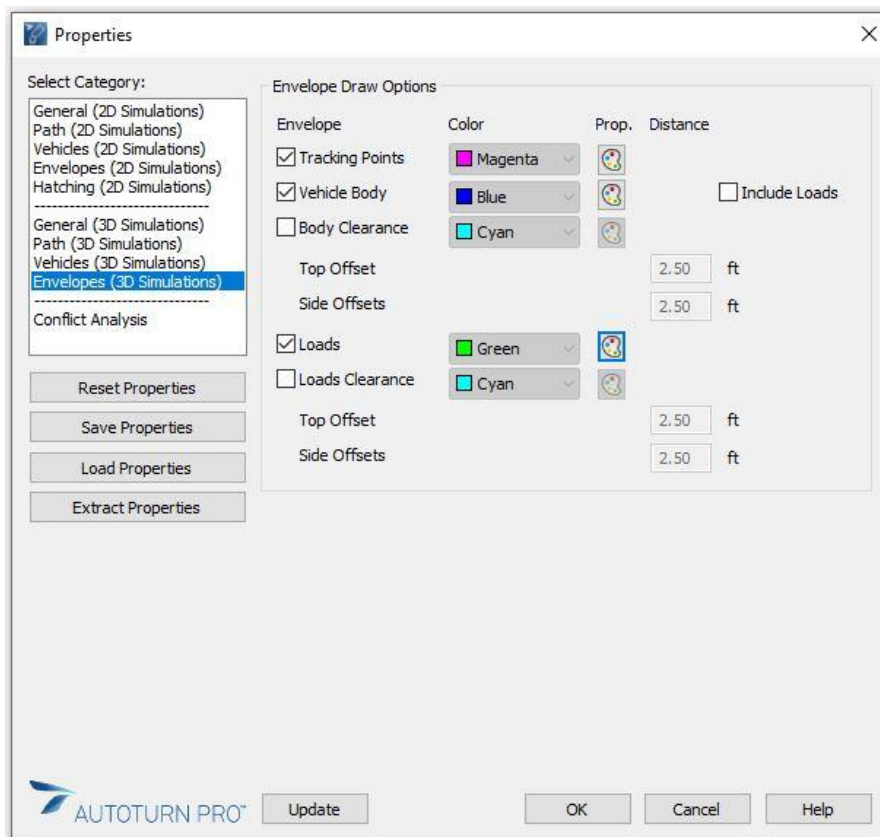 Properties
Select Category:
General (2D Simulations)
Path (2D Simulations)
Vehicles (2D Simulations)
Envelopes (2D Simulations)
Hatching (2D Simulations)
------------------------------
General (3D Simulations)
Path (3D Simulations)
Vehicles (3D Simulations)
Envelopes (3D Simulations)
------------------------------
Conflict Analysis
Reset Properties
Save Properties
Load Properties
Extract Properties
Envelope Draw Options
Envelope Color Prop. Distance
Tracking Points Magenta
Vehicle Body Blue Include Loads
Body Clearance Cyan
Top Offset 2.50 ft
Side Offsets 2.50 ft
Loads Green
Loads Clearance Cyan
Top Offset 2.50 ft
Side Offsets 2.50 ft
AUTOTURN PRO™ Update OK Cancel Help